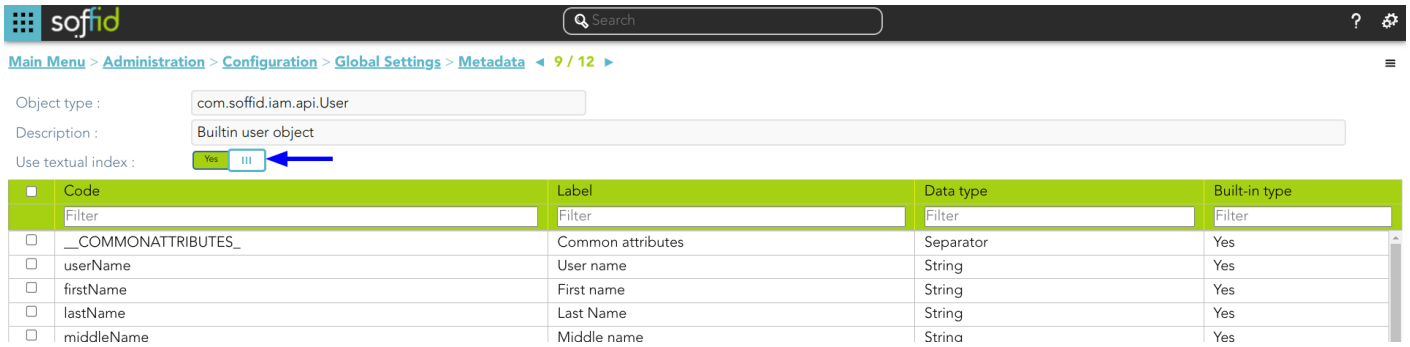 soffid Search ?
Main Menu > Administration > Configuration > Global Settings > Metadata ◄ 9 / 12 ►
Object type : com.soffid.iam.api.User
Description : Builtin user object
Use textual index : Yes
Code Label Data type Built-in type
Filter Filter Filter Filter
__COMMONATTRIBUTES_ Common attributes Separator Yes
userName User name String Yes
firstName First name String Yes
lastName Last Name String Yes
middleName Middle name String Yes